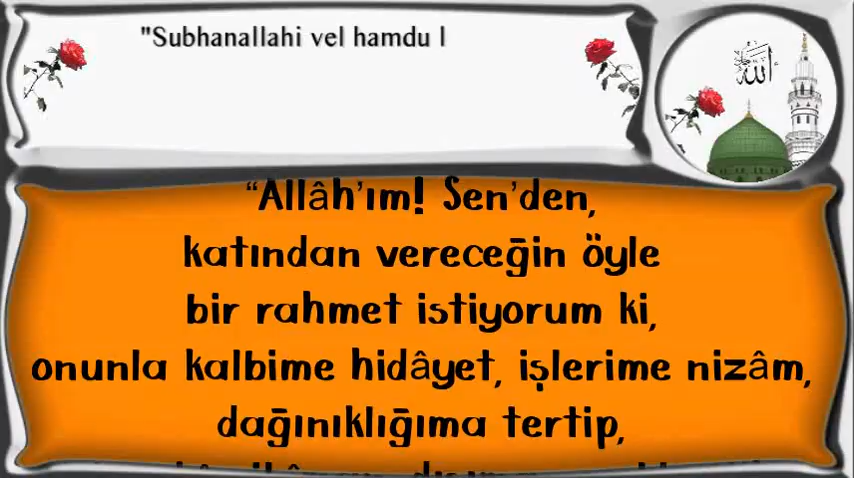 "Subhanallahi vel hamdu l
الله
“Allâh’ım! Sen’den,
katından vereceğin öyle
bir rahmet istiyorum ki,
onunla kalbime hidâyet, işlerime nizâm,
dağınıklığıma tertip,